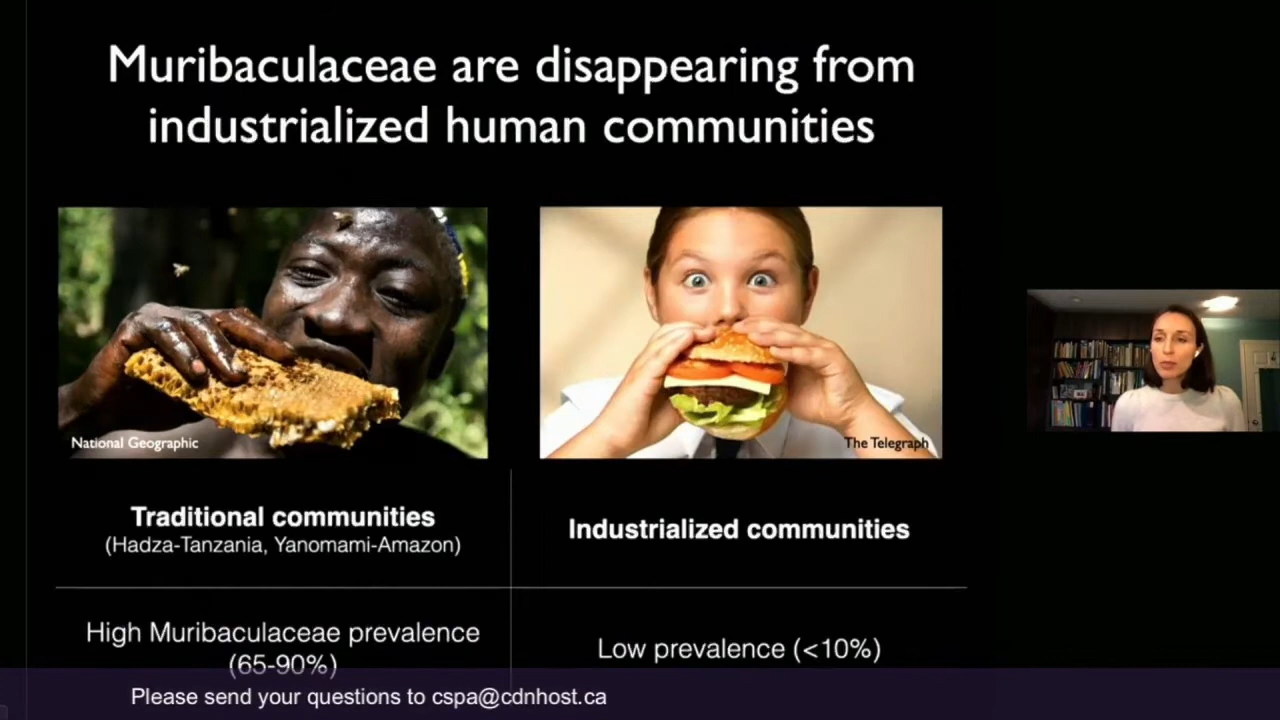 Muribaculaceae are disappearing from
industrialized human communities
National Geographic
The Telegraph
Traditional communities
(Hadza-Tanzania, Yanomami-Amazon)
Industrialized communities
High Muribaculaceae prevalence
(65-90%)
Low prevalence (<10%)
Please send your questions to cspa@cdnhost.ca